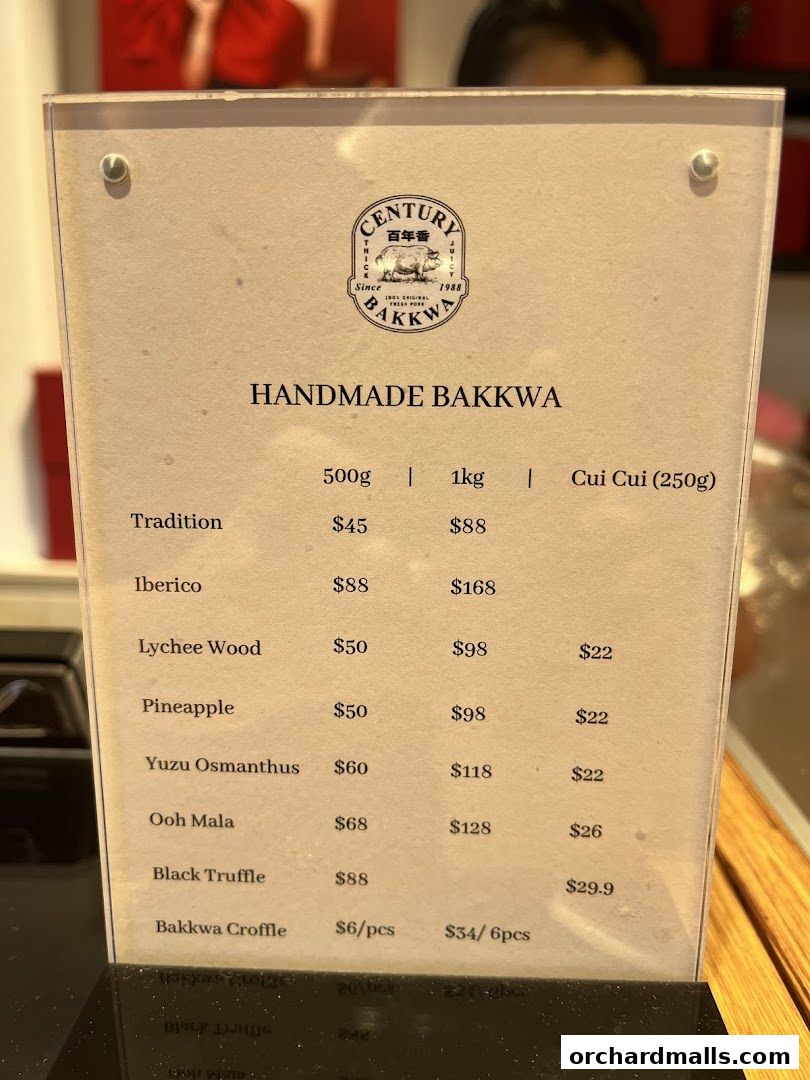 CENTURY
百年香
THICK
JUICY
Since 1988
100% ORIGINAL
FRESH PORK
BAKKWA
HANDMADE BAKKWA
500g | 1kg | Cui Cui (250g)
Tradition $45 $88
Iberico $88 $168
Lychee Wood $50 $98 $22
Pineapple $50 $98 $22
Yuzu Osmanthus $60 $118 $22
Ooh Mala $68 $128 $26
Black Truffle $88 $29.9
Bakkwa Croffle $6/pcs $34/ 6pcs
orchardmalls.com